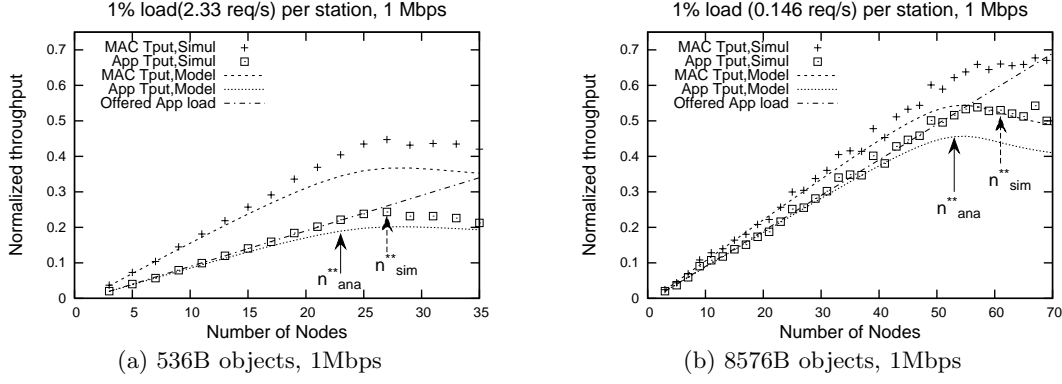 1% load(2.33 req/s) per station, 1 Mbps
Normalized throughput
0.7
0.6
0.5
0.4
0.3
0.2
0.1
0
MAC Tput,Simul
App Tput,Simul
MAC Tput,Model
App Tput,Model
Offered App load
n**ana
n**sim
0 5 10 15 20 25 30 35
Number of Nodes
(a) 536B objects, 1Mbps
1% load (0.146 req/s) per station, 1 Mbps
Normalized throughput
0.7
0.6
0.5
0.4
0.3
0.2
0.1
0
MAC Tput,Simul
App Tput,Simul
MAC Tput,Model
App Tput,Model
Offered App load
n**ana
n**sim
0 10 20 30 40 50 60 70
Number of Nodes
(b) 8576B objects, 1Mbps